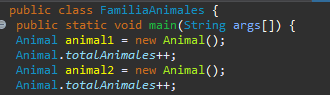 public class FamiliaAnimales {
public static void main(String args[]) {
Animal animal1 = new Animal();
Animal.totalAnimales++;
Animal animal2 = new Animal();
Animal.totalAnimales++;